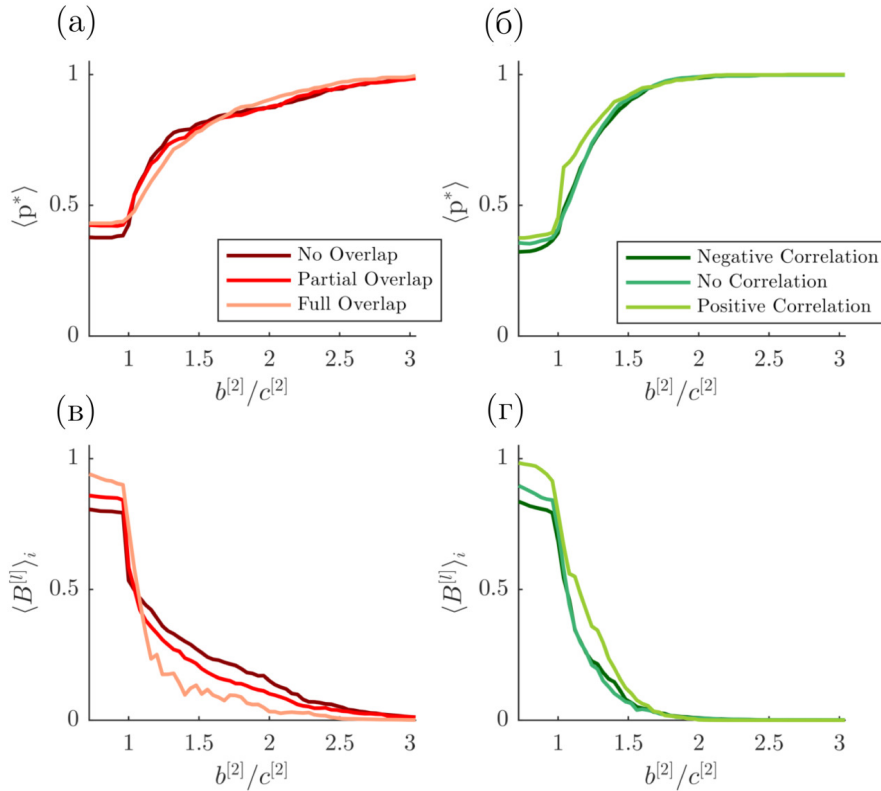 (а)
1
0.5
0
⟨p*⟩
No Overlap
Partial Overlap
Full Overlap
1 1.5 2 2.5 3
b[2]/c[2]
(б)
1
0.5
0
⟨p*⟩
Negative Correlation
No Correlation
Positive Correlation
1 1.5 2 2.5 3
b[2]/c[2]
(в)
1
0.5
0
⟨B[l]⟩i
1 1.5 2 2.5 3
b[2]/c[2]
(г)
1
0.5
0
⟨B[l]⟩i
1 1.5 2 2.5 3
b[2]/c[2]